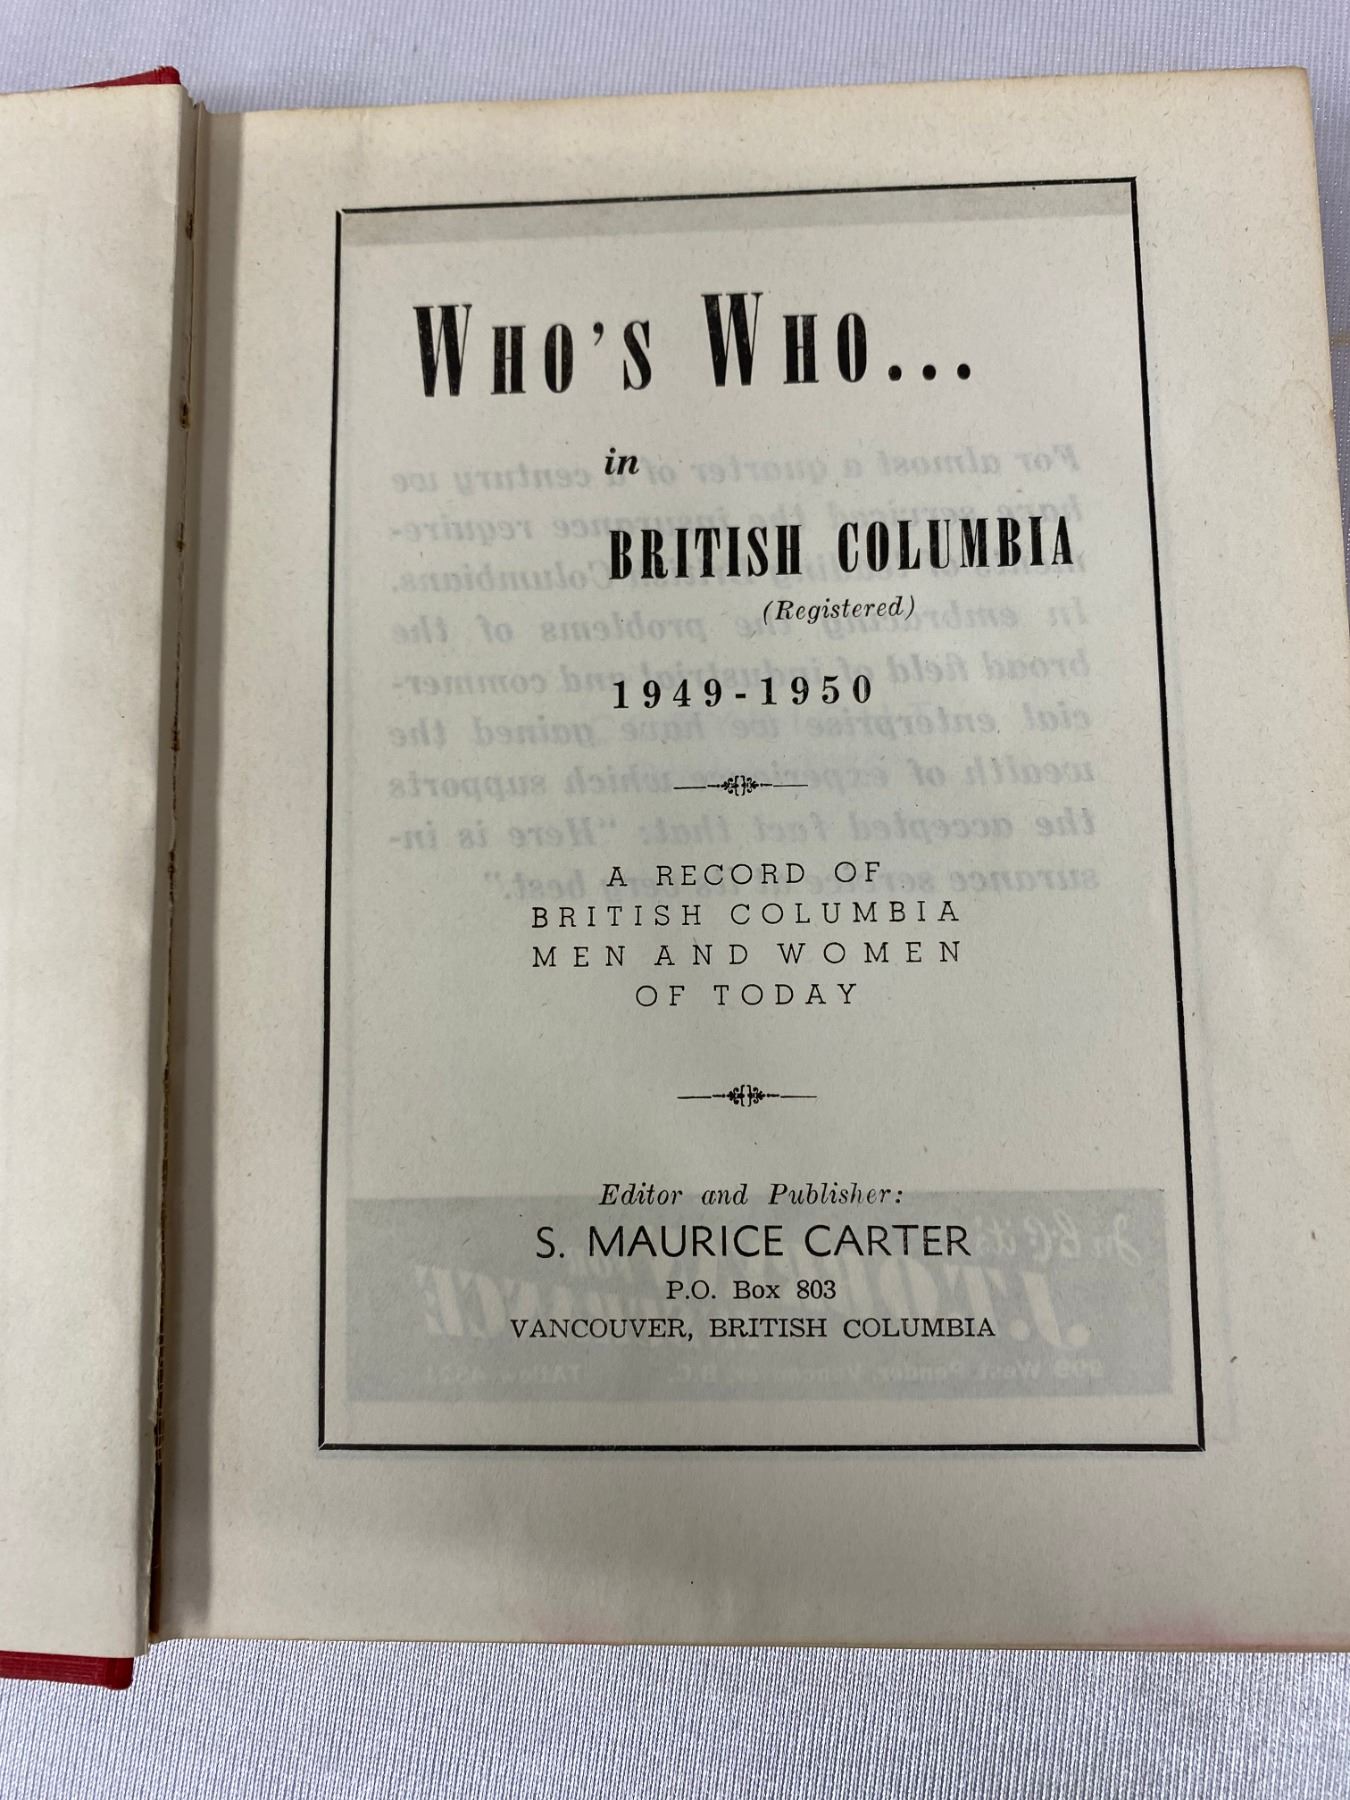 WHO'S WHO...
in
BRITISH COLUMBIA
(Registered)
1949-1950
A RECORD OF
BRITISH COLUMBIA
MEN AND WOMEN
OF TODAY
Editor and Publisher:
S. MAURICE CARTER
P.O. Box 803
VANCOUVER, BRITISH COLUMBIA